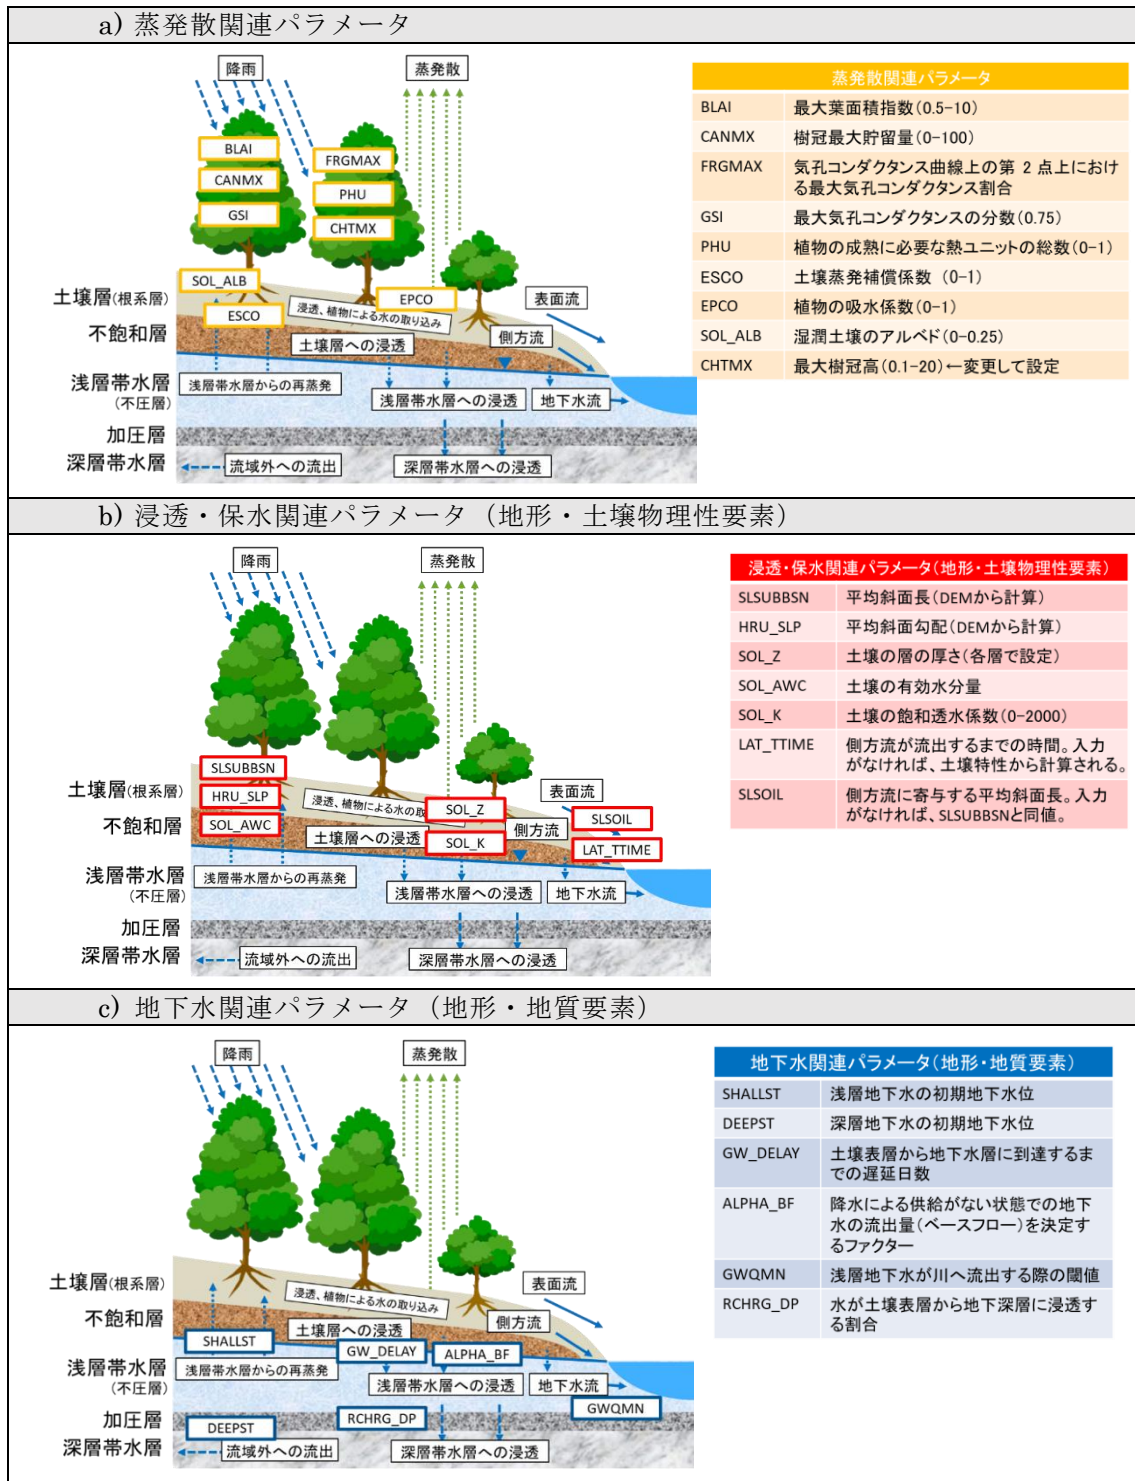 a) 蒸発散関連パラメータ
降雨
蒸発散
BLAI
CANMX
GSI
FRGMAX
PHU
CHTMX
SOL_ALB
ESCO
EPCO
土壌層(根系層)
浸透、植物による水の取り込み
表面流
不飽和層
土壌層への浸透
側方流
浅層帯水層
(不圧層)
浅層帯水層からの再蒸発
浅層帯水層への浸透
地下水流
加圧層
深層帯水層
流域外への流出
深層帯水層への浸透
蒸発散関連パラメータ
BLAI 最大葉面積指数(0.5-10)
CANMX 樹冠最大貯留量(0-100)
FRGMAX 気孔コンダクタンス曲線上の第 2 点上におけ
る最大気孔コンダクタンス割合
GSI 最大気孔コンダクタンスの分数(0.75)
PHU 植物の成熟に必要な熱ユニットの総数(0-1)
ESCO 土壌蒸発補償係数 (0-1)
EPCO 植物の吸水係数(0-1)
SOL_ALB 湿潤土壌のアルベド(0-0.25)
CHTMX 最大樹冠高(0.1-20)←変更して設定
b) 浸透・保水関連パラメータ（地形・土壌物理性要素）
降雨
蒸発散
SLSUBBSN
HRU_SLP
SOL_AWC
SOL_Z
SOL_K
SLSOIL
LAT_TTIME
土壌層(根系層)
浸透、植物による水の取
表面流
不飽和層
土壌層への浸透
側方流
浅層帯水層
(不圧層)
浅層帯水層からの再蒸発
浅層帯水層への浸透
地下水流
加圧層
深層帯水層
流域外への流出
深層帯水層への浸透
浸透・保水関連パラメータ(地形・土壌物理性要素)
SLSUBBSN 平均斜面長(DEMから計算)
HRU_SLP 平均斜面勾配(DEMから計算)
SOL_Z 土壌の層の厚さ(各層で設定)
SOL_AWC 土壌の有効水分量
SOL_K 土壌の飽和透水係数(0-2000)
LAT_TTIME 側方流が流出するまでの時間。入力
がなければ、土壌特性から計算される。
SLSOIL 側方流に寄与する平均斜面長。入力
がなければ、SLSUBBSNと同値。
c) 地下水関連パラメータ（地形・地質要素）
降雨
蒸発散
土壌層(根系層)
浸透、植物による水の取り込み
表面流
不飽和層
土壌層への浸透
側方流
SHALLST
GW_DELAY
ALPHA_BF
浅層帯水層
(不圧層)
浅層帯水層からの再蒸発
浅層帯水層への浸透
地下水流
GWQMN
加圧層
DEEPST
RCHRG_DP
深層帯水層
流域外への流出
深層帯水層への浸透
地下水関連パラメータ(地形・地質要素)
SHALLST 浅層地下水の初期地下水位
DEEPST 深層地下水の初期地下水位
GW_DELAY 土壌表層から地下水層に到達するま
での遅延日数
ALPHA_BF 降水による供給がない状態での地下
水の流出量(ベースフロー)を決定す
るファクター
GWQMN 浅層地下水が川へ流出する際の閾値
RCHRG_DP 水が土壌表層から地下深層に浸透す
る割合